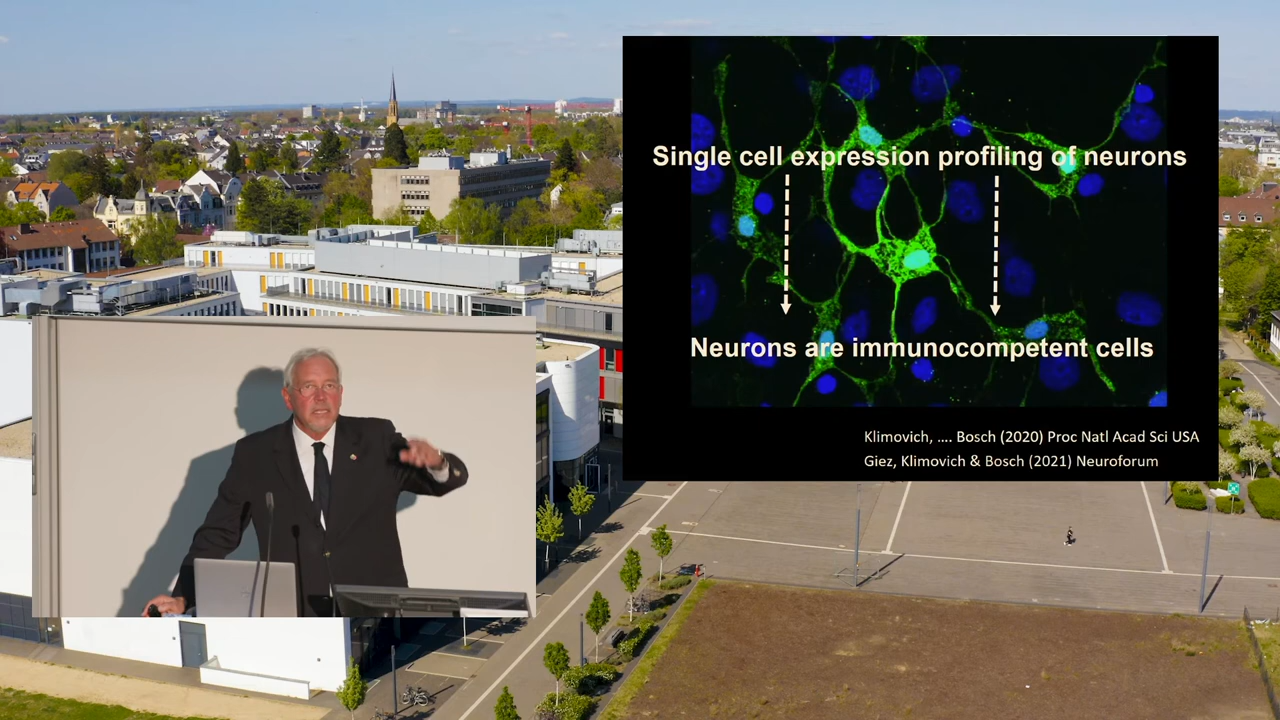 Single cell expression profiling of neurons
Neurons are immunocompetent cells
Klimovich, .... Bosch (2020) Proc Natl Acad Sci USA
Giez, Klimovich & Bosch (2021) Neuroforum